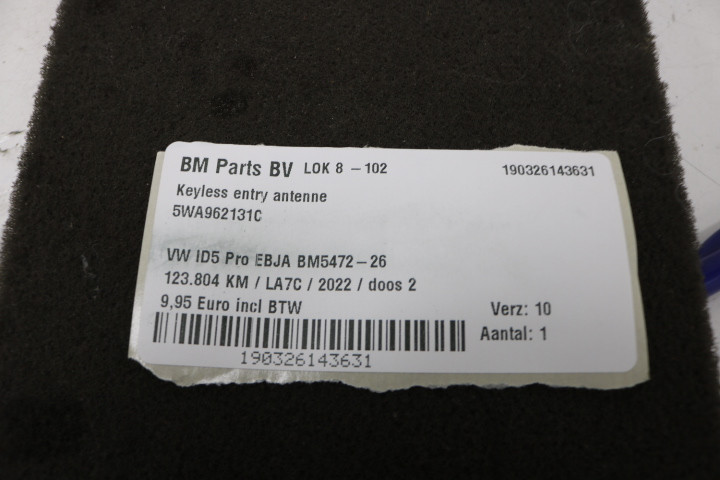 BM Parts BV LOK 8 - 102 190326143631
Keyless entry antenne
5WA962131C
VW ID5 Pro EBJA BM5472-26
123.804 KM / LA7C / 2022 / doos 2
9,95 Euro incl BTW Verz: 10
Aantal: 1
190326143631